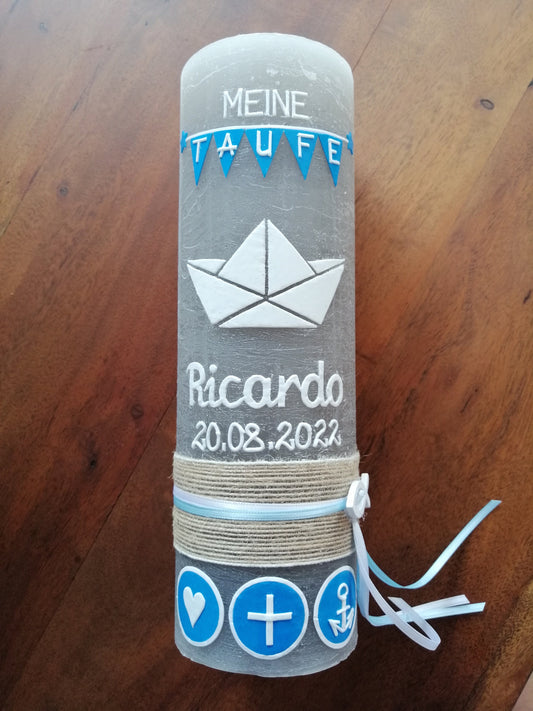 MEINE
TAUFE
Ricardo
20.08.2022